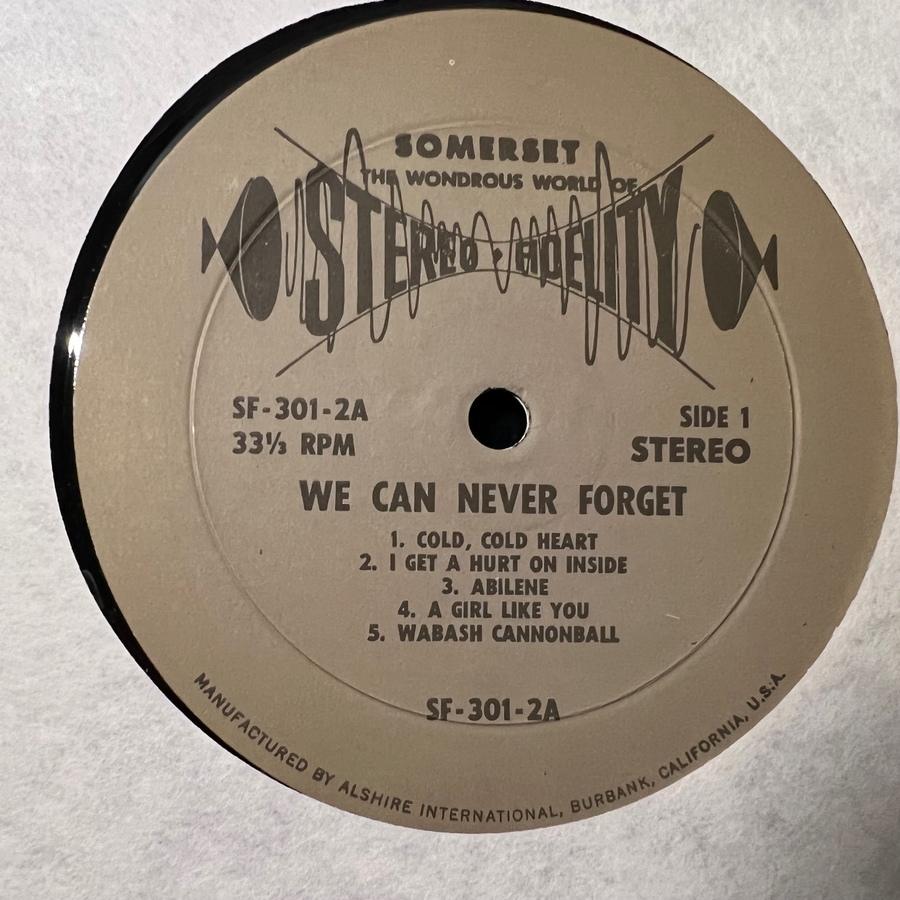 SOMERSET
THE WONDROUS WORLD OF
STEREO · FIDELITY
SF-301-2A
33⅓ RPM
SIDE 1
STEREO
WE CAN NEVER FORGET
1. COLD, COLD HEART
2. I GET A HURT ON INSIDE
3. ABILENE
4. A GIRL LIKE YOU
5. WABASH CANNONBALL
SF-301-2A
MANUFACTURED BY ALSHIRE INTERNATIONAL, BURBANK, CALIFORNIA, U.S.A.